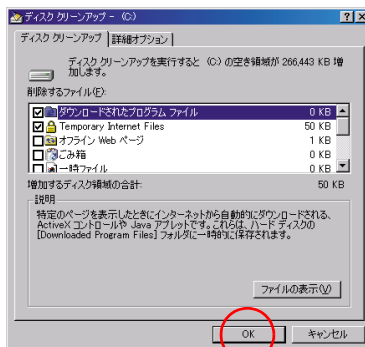 ディスク クリーンアップ - (C:)
ディスク クリーンアップ 詳細オプション
ディスク クリーンアップを実行すると (C:) の空き領域が 266,443 KB 増
加します。
削除するファイル(F):
ダウンロードされたプログラム ファイル 0 KB
Temporary Internet Files 50 KB
オフライン Web ページ 1 KB
ごみ箱 0 KB
一時ファイル 0 KB
増加するディスク領域の合計: 50 KB
説明
特定のページを表示したときにインターネットから自動的にダウンロードされる、
ActiveX コントロールや Java アプレットです。これらは、ハード ディスクの
[Downloaded Program Files] フォルダに一時的に保存されます。
ファイルの表示(V)
OK キャンセル